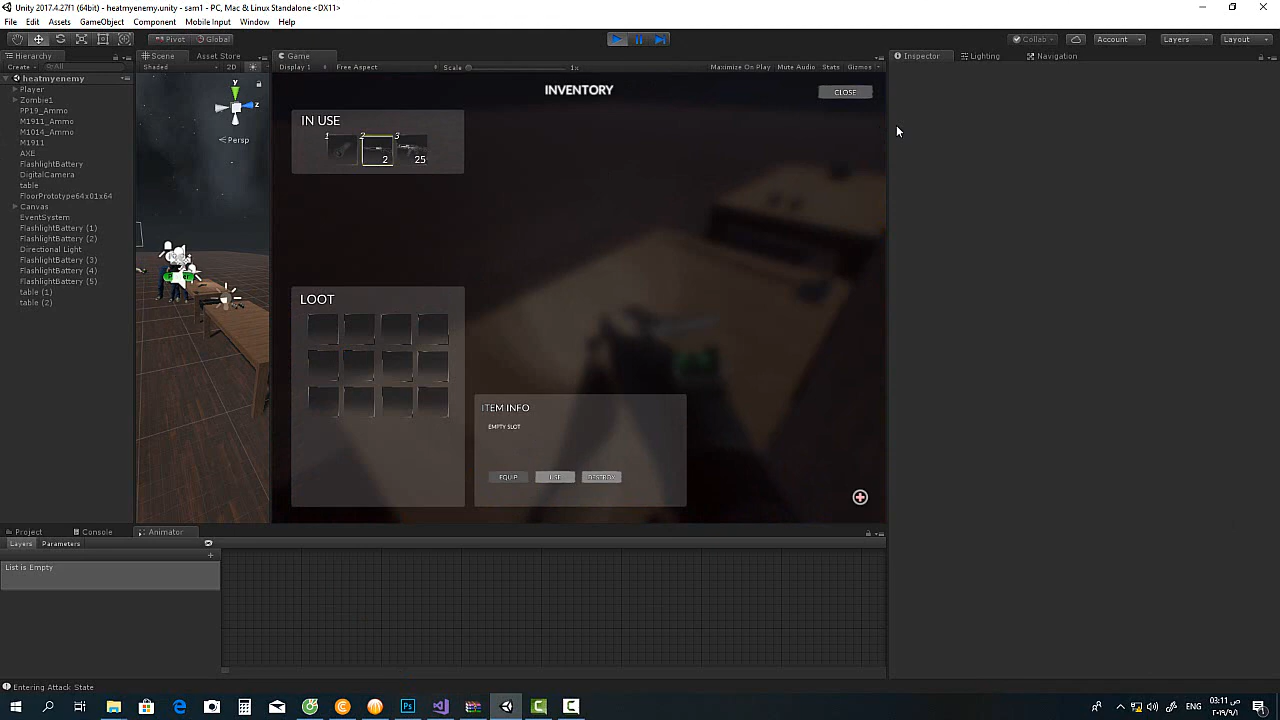 Unity 2017.4.27f1 (64bit) - heatmyenemy.unity - sam1 - PC, Mac & Linux Standalone <DX11>
File Edit Assets GameObject Component Mobile Input Window Help
Pivot Global Collab Account Layers Layout
Hierarchy Asset Store Scene Game Inspector Lighting Navigation
Create All Shaded 2D Display 1 Free Aspect Scale 1x Maximize On Play Mute Audio Stats Gizmos
heatmyenemy
Player
Zombie1
PP19_Ammo
M1911_Ammo
M1014_Ammo
M1911
AXE
FlashlightBattery
DigitalCamera
table
FloorPrototype64x01x64
Canvas
EventSystem
FlashlightBattery (1)
FlashlightBattery (2)
Directional Light
FlashlightBattery (3)
FlashlightBattery (4)
FlashlightBattery (5)
table (1)
table (2)
y
z
Persp
INVENTORY
CLOSE
IN USE
1 2 3
2 25
LOOT
ITEM INFO
EMPTY SLOT
EQUIP USE DESTROY
Project Console Animator
Layers Parameters
List is Empty
Entering Attack State
ENG
٠٣:١١ ص